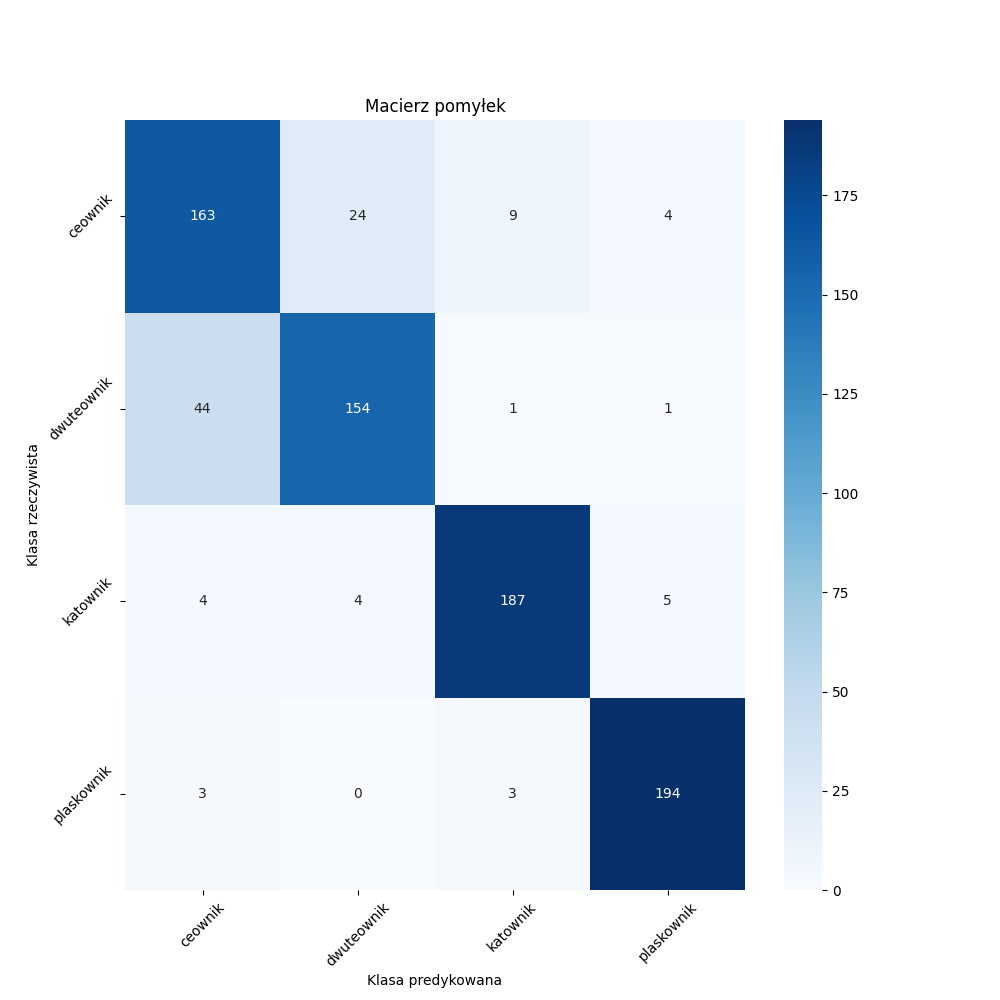 Macierz pomyłek
ceownik 163 24 9 4
dwuteownik 44 154 1 1
katownik 4 4 187 5
plaskownik 3 0 3 194
ceownik dwuteownik katownik plaskownik
Klasa predykowana
Klasa rzeczywista
175
150
125
100
75
50
25
0